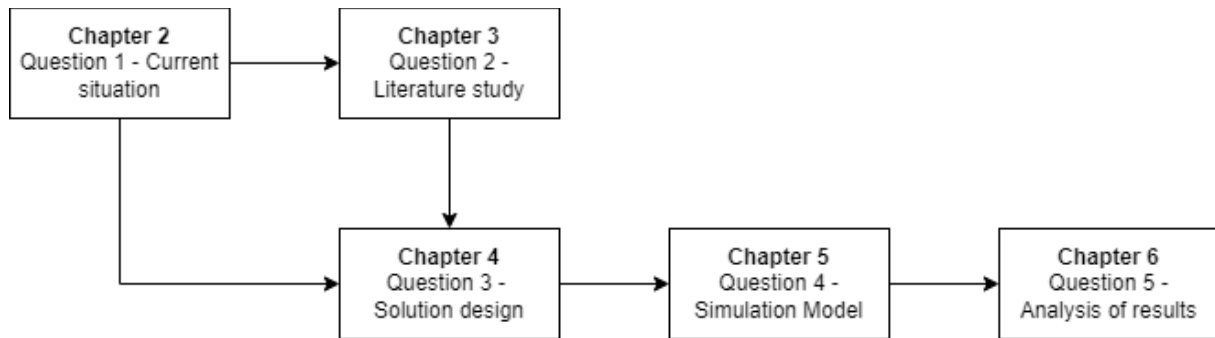 Chapter 2
Question 1 - Current
situation
Chapter 3
Question 2 -
Literature study
Chapter 4
Question 3 -
Solution design
Chapter 5
Question 4 -
Simulation Model
Chapter 6
Question 5 -
Analysis of results